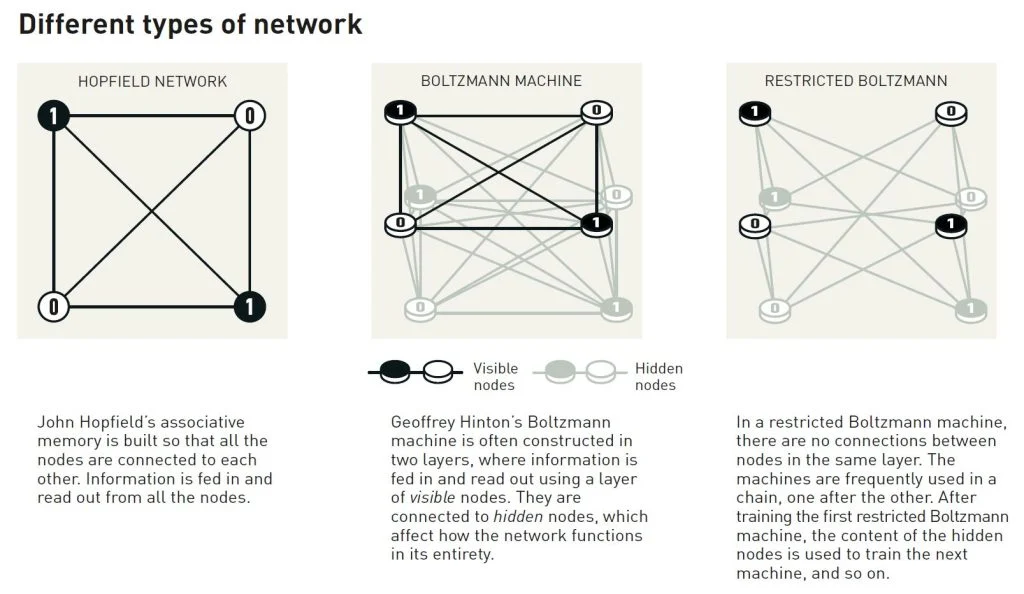 Different types of network
HOPFIELD NETWORK
1
0
0
1
John Hopfield's associative
memory is built so that all the
nodes are connected to each
other. Information is fed in and
read out from all the nodes.
BOLTZMANN MACHINE
1
0
1
0
0
1
0
1
Visible
nodes
Hidden
nodes
Geoffrey Hinton's Boltzmann
machine is often constructed in
two layers, where information is
fed in and read out using a layer
of visible nodes. They are
connected to hidden nodes, which
affect how the network functions
in its entirety.
RESTRICTED BOLTZMANN
1
0
1
0
0
1
0
1
In a restricted Boltzmann machine,
there are no connections between
nodes in the same layer. The
machines are frequently used in a
chain, one after the other. After
training the first restricted Boltzmann
machine, the content of the hidden
nodes is used to train the next
machine, and so on.